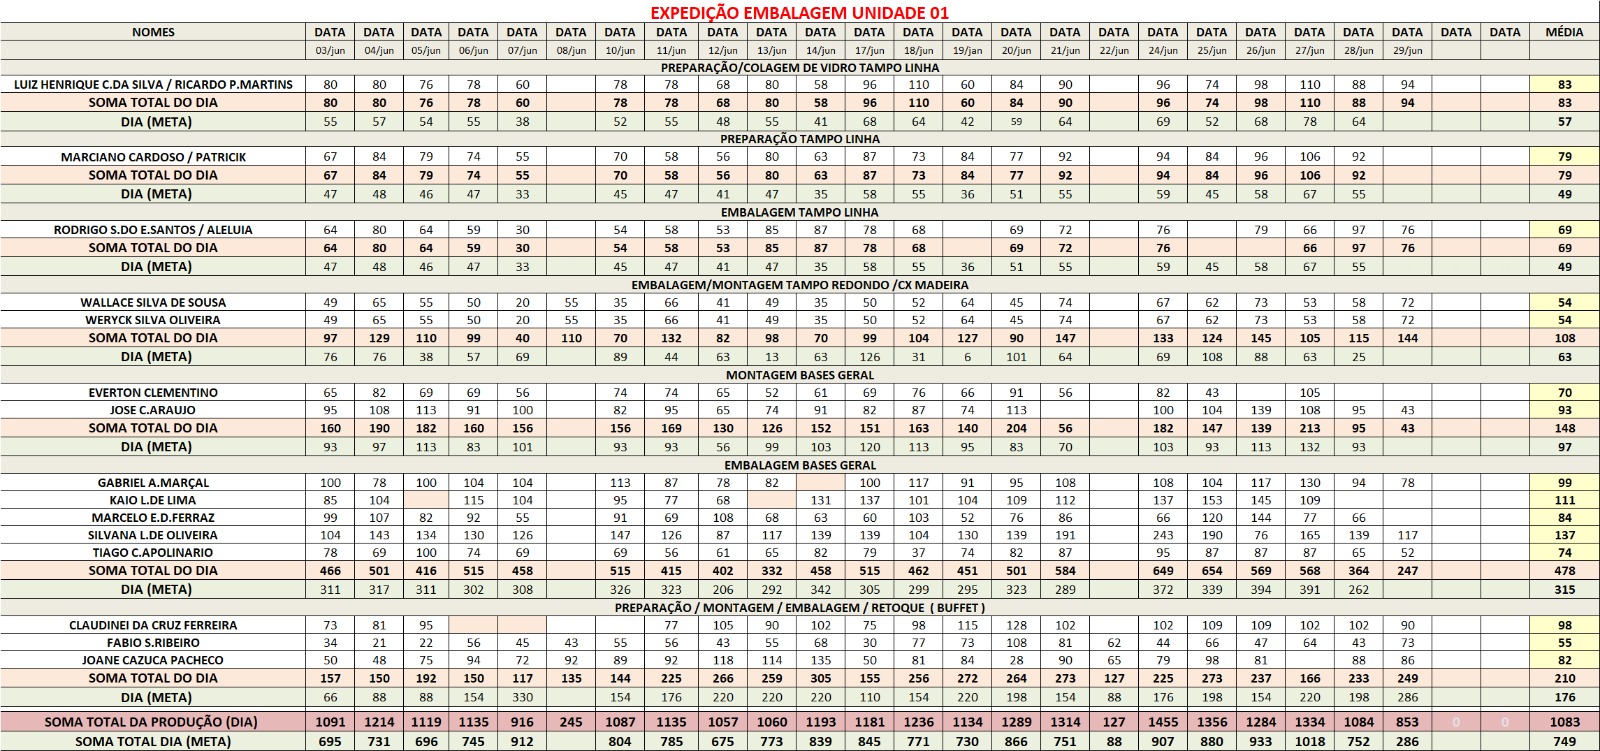 EXPEDIÇÃO EMBALAGEM UNIDADE 01
NOMES DATA DATA DATA DATA DATA DATA DATA DATA DATA DATA DATA DATA DATA DATA DATA DATA DATA DATA DATA DATA DATA DATA DATA DATA DATA MÉDIA
03/jun 04/jun 05/jun 06/jun 07/jun 08/jun 10/jun 11/jun 12/jun 13/jun 14/jun 17/jun 18/jun 19/jan 20/jun 21/jun 22/jun 24/jun 25/jun 26/jun 27/jun 28/jun 29/jun
PREPARAÇÃO/COLAGEM DE VIDRO TAMPO LINHA
LUIZ HENRIQUE C.DA SILVA / RICARDO P.MARTINS 80 80 76 78 60 78 78 68 80 58 96 110 60 84 90 96 74 98 110 88 94 83
SOMA TOTAL DO DIA 80 80 76 78 60 78 78 68 80 58 96 110 60 84 90 96 74 98 110 88 94 83
DIA (META) 55 57 54 55 38 52 55 48 55 41 68 64 42 59 64 69 52 68 78 64 57
PREPARAÇÃO TAMPO LINHA
MARCIANO CARDOSO / PATRICIK 67 84 79 74 55 70 58 56 80 63 87 73 84 77 92 94 84 96 106 92 79
SOMA TOTAL DO DIA 67 84 79 74 55 70 58 56 80 63 87 73 84 77 92 94 84 96 106 92 79
DIA (META) 47 48 46 47 33 45 47 41 47 35 58 55 36 51 55 59 45 58 67 55 49
EMBALAGEM TAMPO LINHA
RODRIGO S.DO E.SANTOS / ALELUIA 64 80 64 59 30 54 58 53 85 87 78 68 69 72 76 79 66 97 76 69
SOMA TOTAL DO DIA 64 80 64 59 30 54 58 53 85 87 78 68 69 72 76 66 97 76 69
DIA (META) 47 48 46 47 33 45 47 41 47 35 58 55 36 51 55 59 45 58 67 55 49
EMBALAGEM/MONTAGEM TAMPO REDONDO /CX MADEIRA
WALLACE SILVA DE SOUSA 49 65 55 50 20 55 35 66 41 49 35 50 52 64 45 74 67 62 73 53 58 72 54
WERYCK SILVA OLIVEIRA 49 65 55 50 20 55 35 66 41 49 35 50 52 64 45 74 67 62 73 53 58 72 54
SOMA TOTAL DO DIA 97 129 110 99 40 110 70 132 82 98 70 99 104 127 90 147 133 124 145 105 115 144 108
DIA (META) 76 76 38 57 69 89 44 63 13 63 126 31 6 101 64 69 108 88 63 25 63
MONTAGEM BASES GERAL
EVERTON CLEMENTINO 65 82 69 69 56 74 74 65 52 61 69 76 66 91 56 82 43 105 70
JOSE C.ARAUJO 95 108 113 91 100 82 95 65 74 91 82 87 74 113 100 104 139 108 95 43 93
SOMA TOTAL DO DIA 160 190 182 160 156 156 169 130 126 152 151 163 140 204 56 182 147 139 213 95 43 148
DIA (META) 93 97 113 83 101 93 93 56 99 103 120 113 95 83 70 103 93 113 132 93 97
EMBALAGEM BASES GERAL
GABRIEL A.MARÇAL 100 78 100 104 104 113 87 78 82 100 117 91 95 108 108 104 117 130 94 78 99
KAIO L.DE LIMA 85 104 115 104 95 77 68 131 137 101 104 109 112 137 153 145 109 111
MARCELO E.D.FERRAZ 99 107 82 92 55 91 69 108 68 63 60 103 52 76 86 66 120 144 77 66 84
SILVANA L.DE OLIVEIRA 104 143 134 130 126 147 126 87 117 139 139 104 130 139 191 243 190 76 165 139 117 137
TIAGO C.APOLINARIO 78 69 100 74 69 69 56 61 65 82 79 37 74 82 87 95 87 87 87 65 52 74
SOMA TOTAL DO DIA 466 501 416 515 458 515 415 402 332 458 515 462 451 501 584 649 654 569 568 364 247 478
DIA (META) 311 317 311 302 308 326 323 206 292 342 305 299 295 323 289 372 339 394 391 262 315
PREPARAÇÃO / MONTAGEM / EMBALAGEM / RETOQUE ( BUFFET )
CLAUDINEI DA CRUZ FERREIRA 73 81 95 77 105 90 102 75 98 115 128 102 102 109 109 102 102 90 98
FABIO S.RIBEIRO 34 21 22 56 45 43 55 56 43 55 68 30 77 73 108 81 62 44 66 47 64 43 73 55
JOANE CAZUCA PACHECO 50 48 75 94 72 92 89 92 118 114 135 50 81 84 28 90 65 79 98 81 88 86 82
SOMA TOTAL DO DIA 157 150 192 150 117 135 144 225 266 259 305 155 256 272 264 273 127 225 273 237 166 233 249 210
DIA (META) 66 88 88 154 330 154 176 220 220 220 110 154 220 198 154 88 176 198 154 220 198 286 176
SOMA TOTAL DA PRODUÇÃO (DIA) 1091 1214 1119 1135 916 245 1087 1135 1057 1060 1193 1181 1236 1134 1289 1314 127 1455 1356 1284 1334 1084 853 0 0 1083
SOMA TOTAL DIA (META) 695 731 696 745 912 804 785 675 773 839 845 771 730 866 751 88 907 880 933 1018 752 286 749